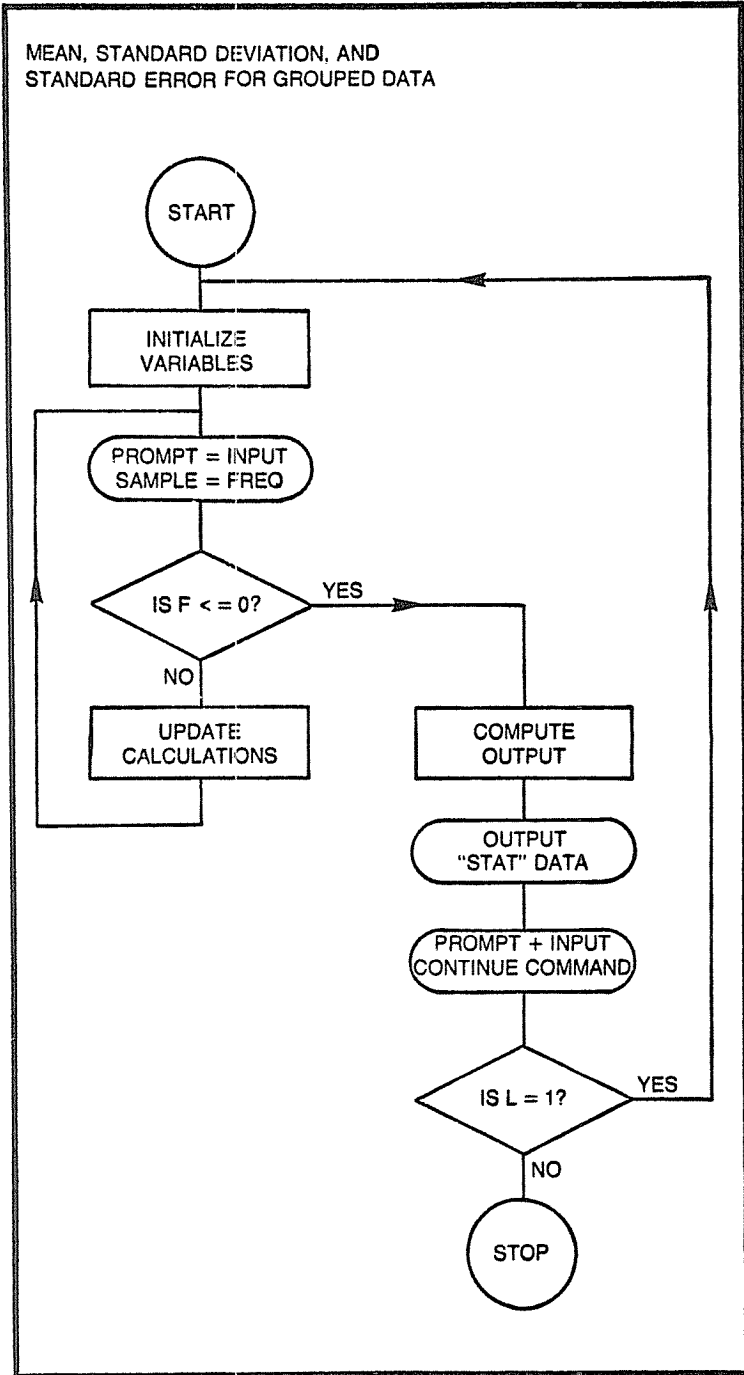 MEAN, STANDARD DEVIATION, AND
STANDARD ERROR FOR GROUPED DATA
START
INITIALIZE
VARIABLES
PROMPT = INPUT
SAMPLE = FREQ
IS F < = 0?
YES
NO
UPDATE
CALCULATIONS
COMPUTE
OUTPUT
OUTPUT
"STAT" DATA
PROMPT + INPUT
CONTINUE COMMAND
IS L = 1?
YES
NO
STOP